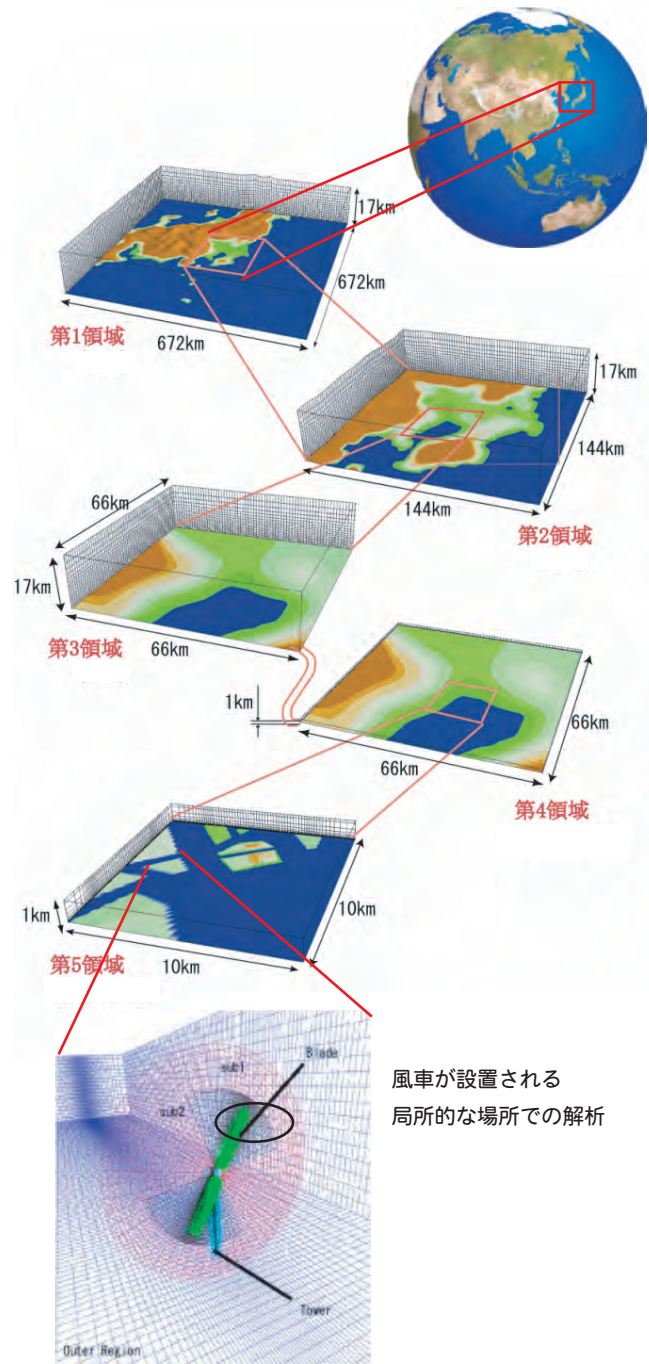 17km
672km
672km
第1領域
17km
144km
144km
第2領域
66km
17km
66km
第3領域
1km
66km
66km
第4領域
1km
10km
10km
第5領域
Blade
sub1
sub2
Tower
Outer Region
風車が設置される
局所的な場所での解析